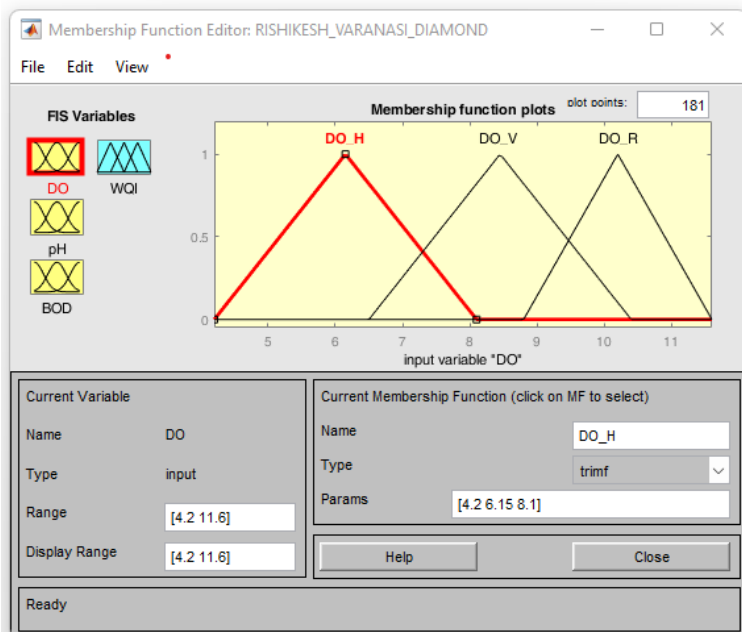 Membership Function Editor: RISHIKESH_VARANASI_DIAMOND
File Edit View
FIS Variables
DO
WQI
pH
BOD
Membership function plots
plot points:
181
DO_H
DO_V
DO_R
1
0.5
0
5 6 7 8 9 10 11
input variable "DO"
Current Variable
Name DO
Type input
Range [4.2 11.6]
Display Range [4.2 11.6]
Current Membership Function (click on MF to select)
Name DO_H
Type trimf
Params [4.2 6.15 8.1]
Help Close
Ready